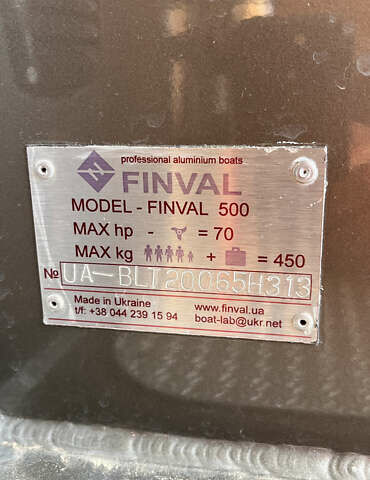 professional aluminium boats
FINVAL
MODEL - FINVAL 500
MAX hp - = 70
MAX kg + = 450
№ UA-BLT20065H313
Made in Ukraine
t/f: +38 044 239 15 94
www.finval.ua
boat-lab@ukr.net